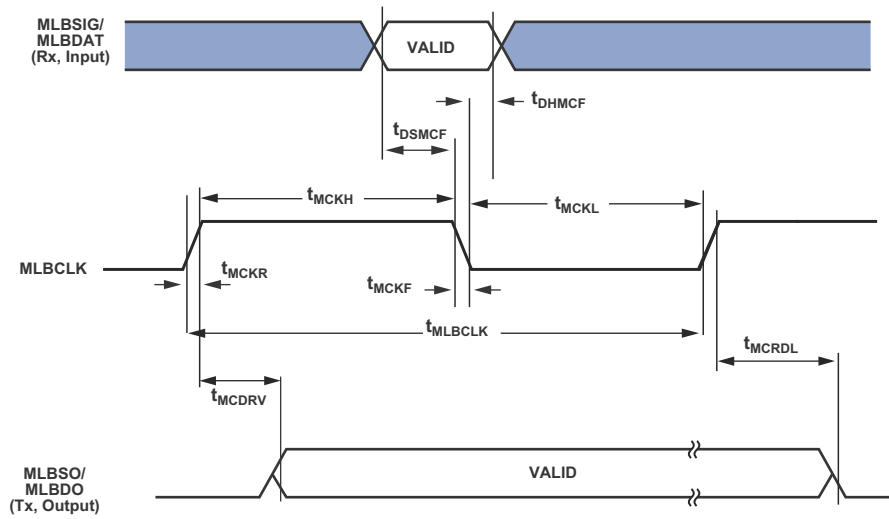 MLBSIG/
MLBDAT
(Rx, Input)
VALID
tDHMCF
tDSMCF
tMCKH
tMCKL
MLBCLK
tMCKR
tMCKF
tMLBCLK
tMCRDL
tMCDRV
MLBSO/
MLBDO
(Tx, Output)
VALID